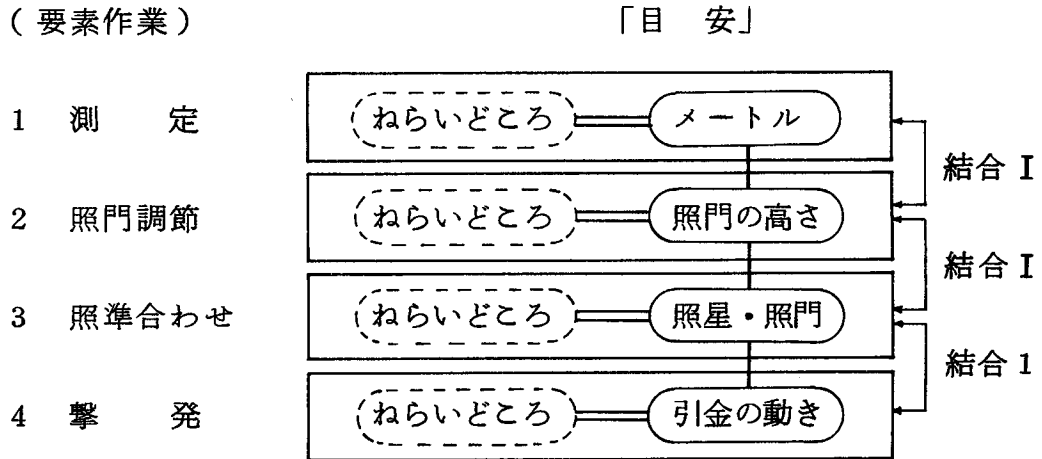 (要素作業) 「目 安」
1 測 定 ねらいどころ メートル
結合 I
2 照門調節 ねらいどころ 照門の高さ
結合 I
3 照準合わせ ねらいどころ 照星・照門
結合 1
4 撃 発 ねらいどころ 引金の動き